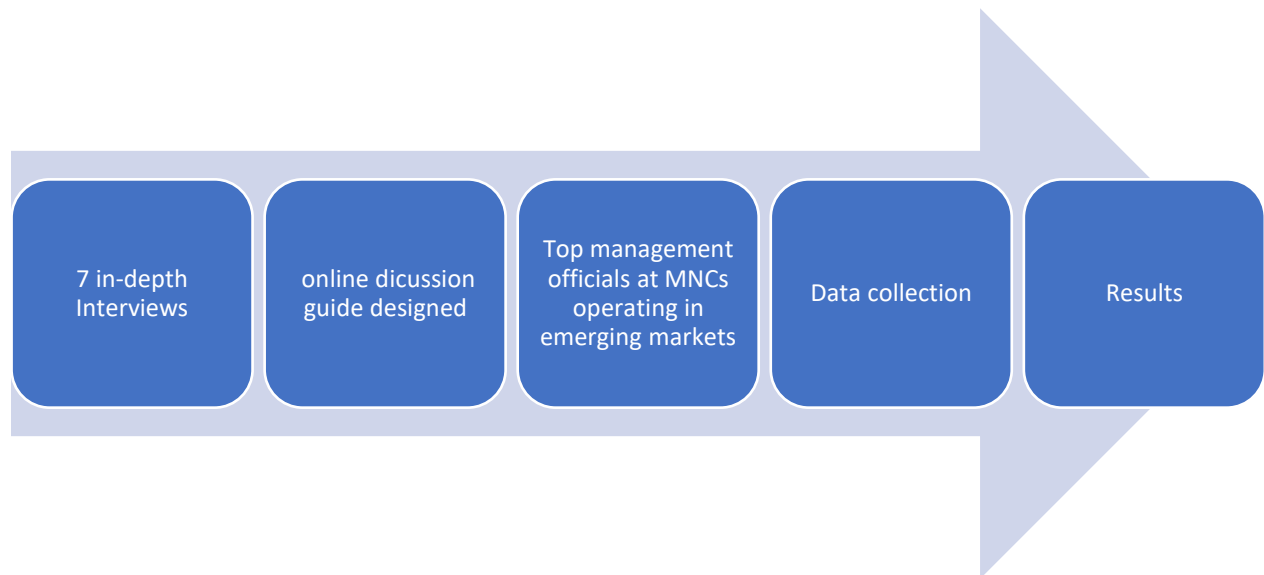 7 in-depth
Interviews
online dicussion
guide designed
Top management
officials at MNCs
operating in
emerging markets
Data collection
Results